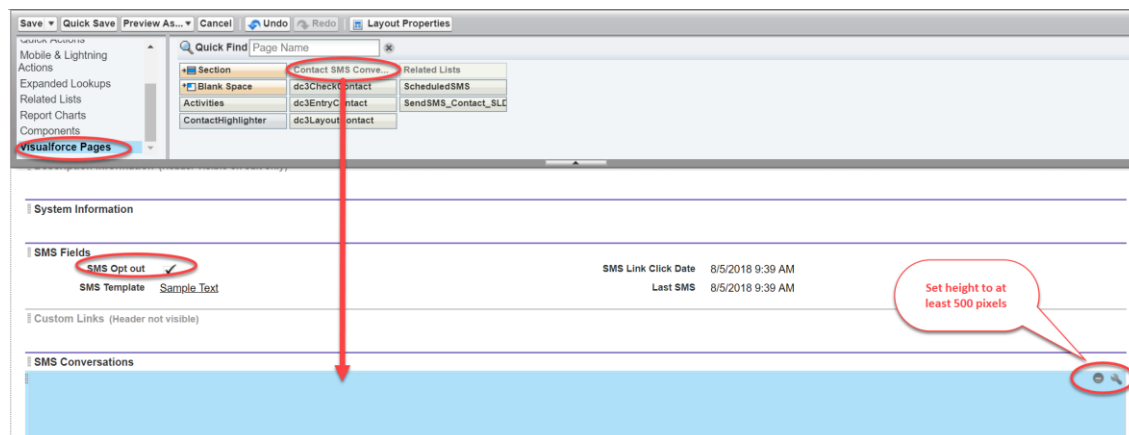 Save Quick Save Preview As... Cancel Undo Redo Layout Properties
Quick Actions
Mobile & Lightning
Actions
Expanded Lookups
Related Lists
Report Charts
Components
Visualforce Pages
Quick Find Page Name
Section Contact SMS Conve... Related Lists
Blank Space dc3CheckContact ScheduledSMS
Activities dc3EntryContact SendSMS_Contact_SLD
ContactHighlighter dc3LayoutContact
System Information
SMS Fields
SMS Opt out SMS Link Click Date 8/5/2018 9:39 AM
SMS Template Sample Text Last SMS 8/5/2018 9:39 AM
Set height to at
least 500 pixels
Custom Links (Header not visible)
SMS Conversations